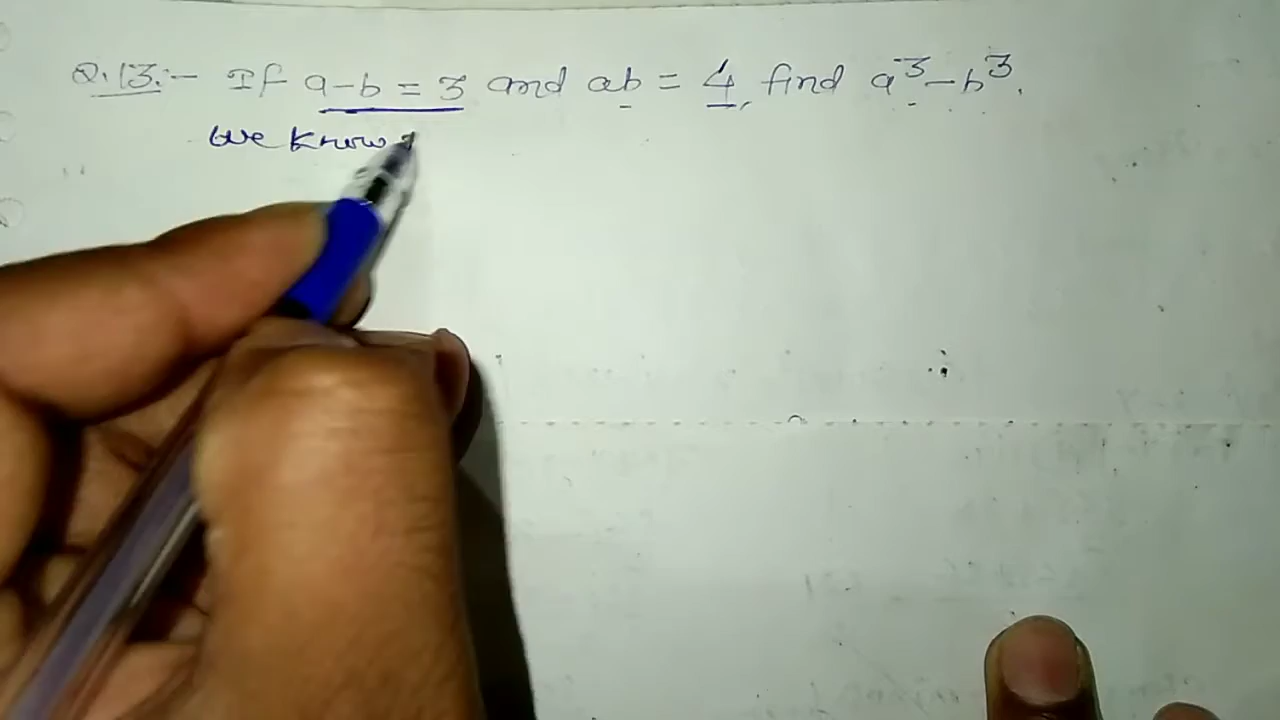 Q.13:- If a-b = 3 and ab = 4, find a³-b³.
We know